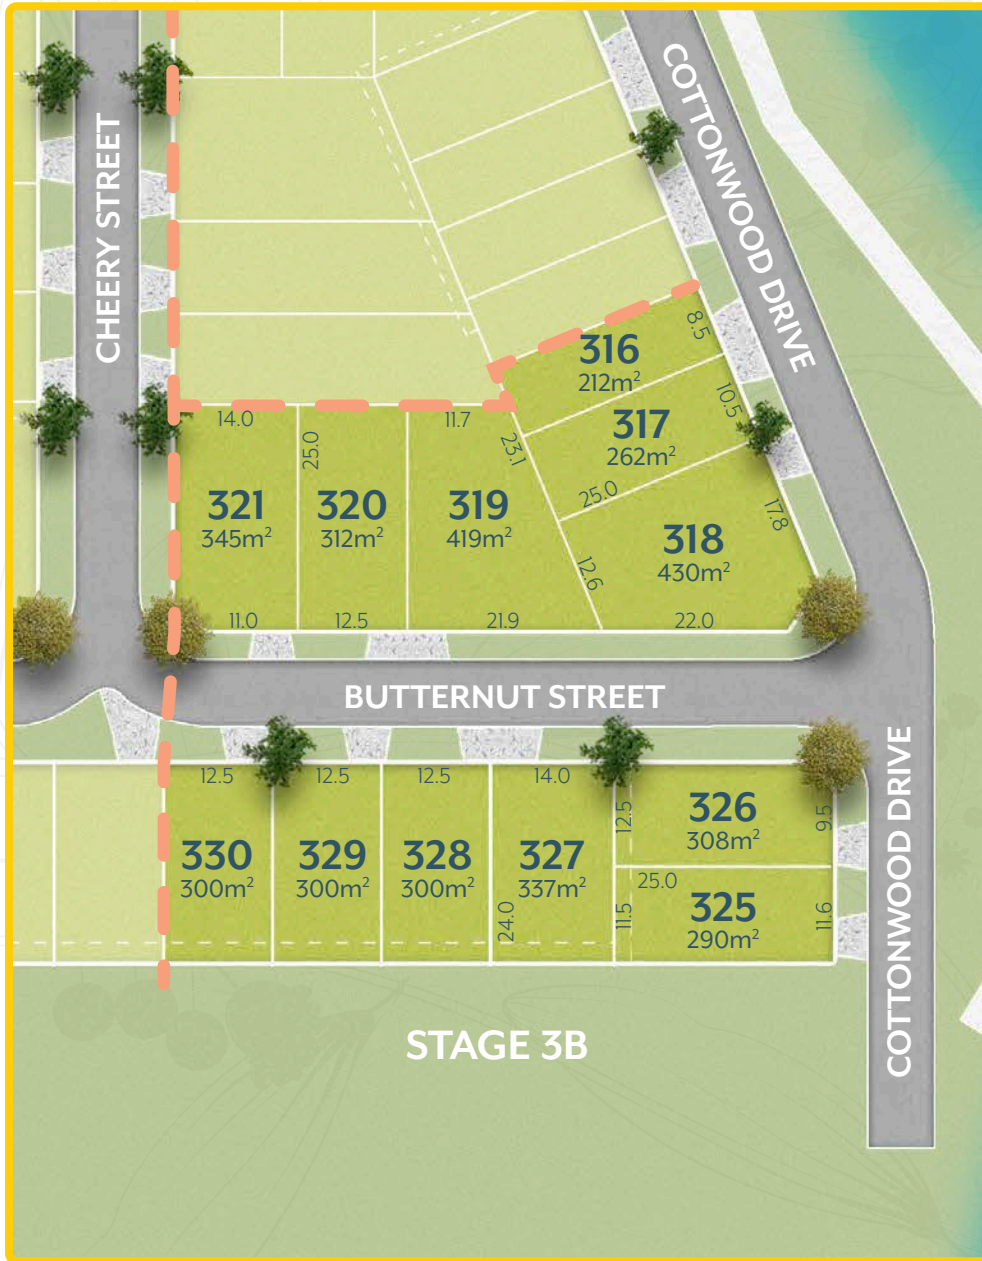 CHEERY STREET
COTTONWOOD DRIVE
316
212m²
8.5
317
262m²
10.5
25.0
318
430m²
17.8
12.6
22.0
14.0
321
345m²
11.0
25.0
320
312m²
12.5
11.7
23.1
319
419m²
21.9
BUTTERNUT STREET
12.5
330
300m²
12.5
329
300m²
12.5
328
300m²
14.0
327
337m²
24.0
12.5
326
308m²
9.5
25.0
11.5
325
290m²
11.6
COTTONWOOD DRIVE
STAGE 3B